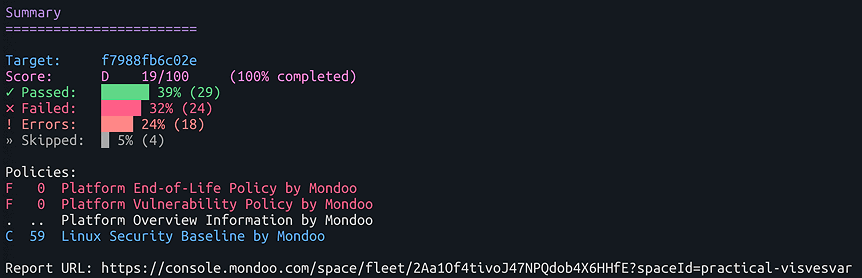 Summary
========================
Target: f7988fb6c02e
Score: D 19/100 (100% completed)
✓ Passed: 39% (29)
✕ Failed: 32% (24)
! Errors: 24% (18)
» Skipped: 5% (4)
Policies:
F 0 Platform End-of-Life Policy by Mondoo
F 0 Platform Vulnerability Policy by Mondoo
. .. Platform Overview Information by Mondoo
C 59 Linux Security Baseline by Mondoo
Report URL: https://console.mondoo.com/space/fleet/2Aa1Of4tivoJ47NPQdob4X6HHfE?spaceId=practical-visvesvar